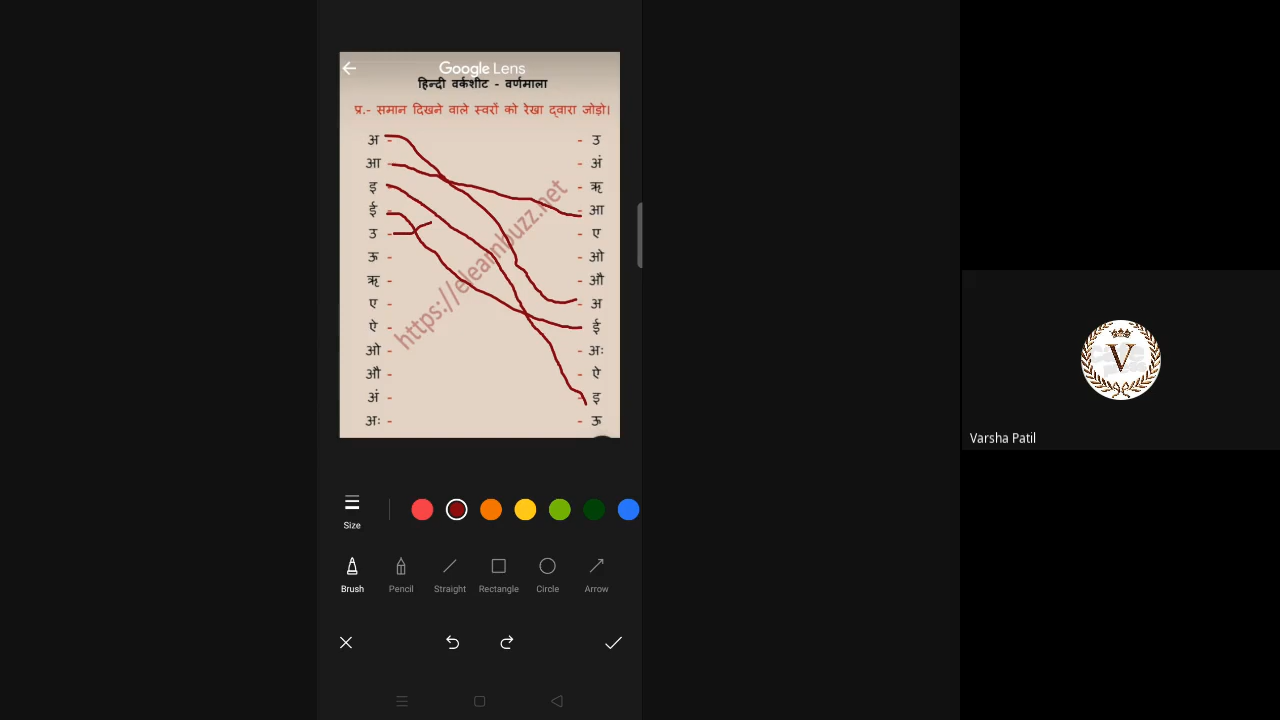 Google Lens
हिन्दी वर्कशीट - वर्णमाला
प्र.- समान दिखने वाले स्वरों को रेखा द्वारा जोड़ो।
अ - - उ
आ - - अं
इ - - ऋ
ई - - आ
उ - - ए
ऊ - - ओ
ऋ - - औ
ए - - अ
ऐ - - ई
ओ - - अः
औ - - ऐ
अं - - इ
अः - - ऊ
https://elearnbuzz.net
Size
Brush Pencil Straight Rectangle Circle Arrow
V
Varsha Patil